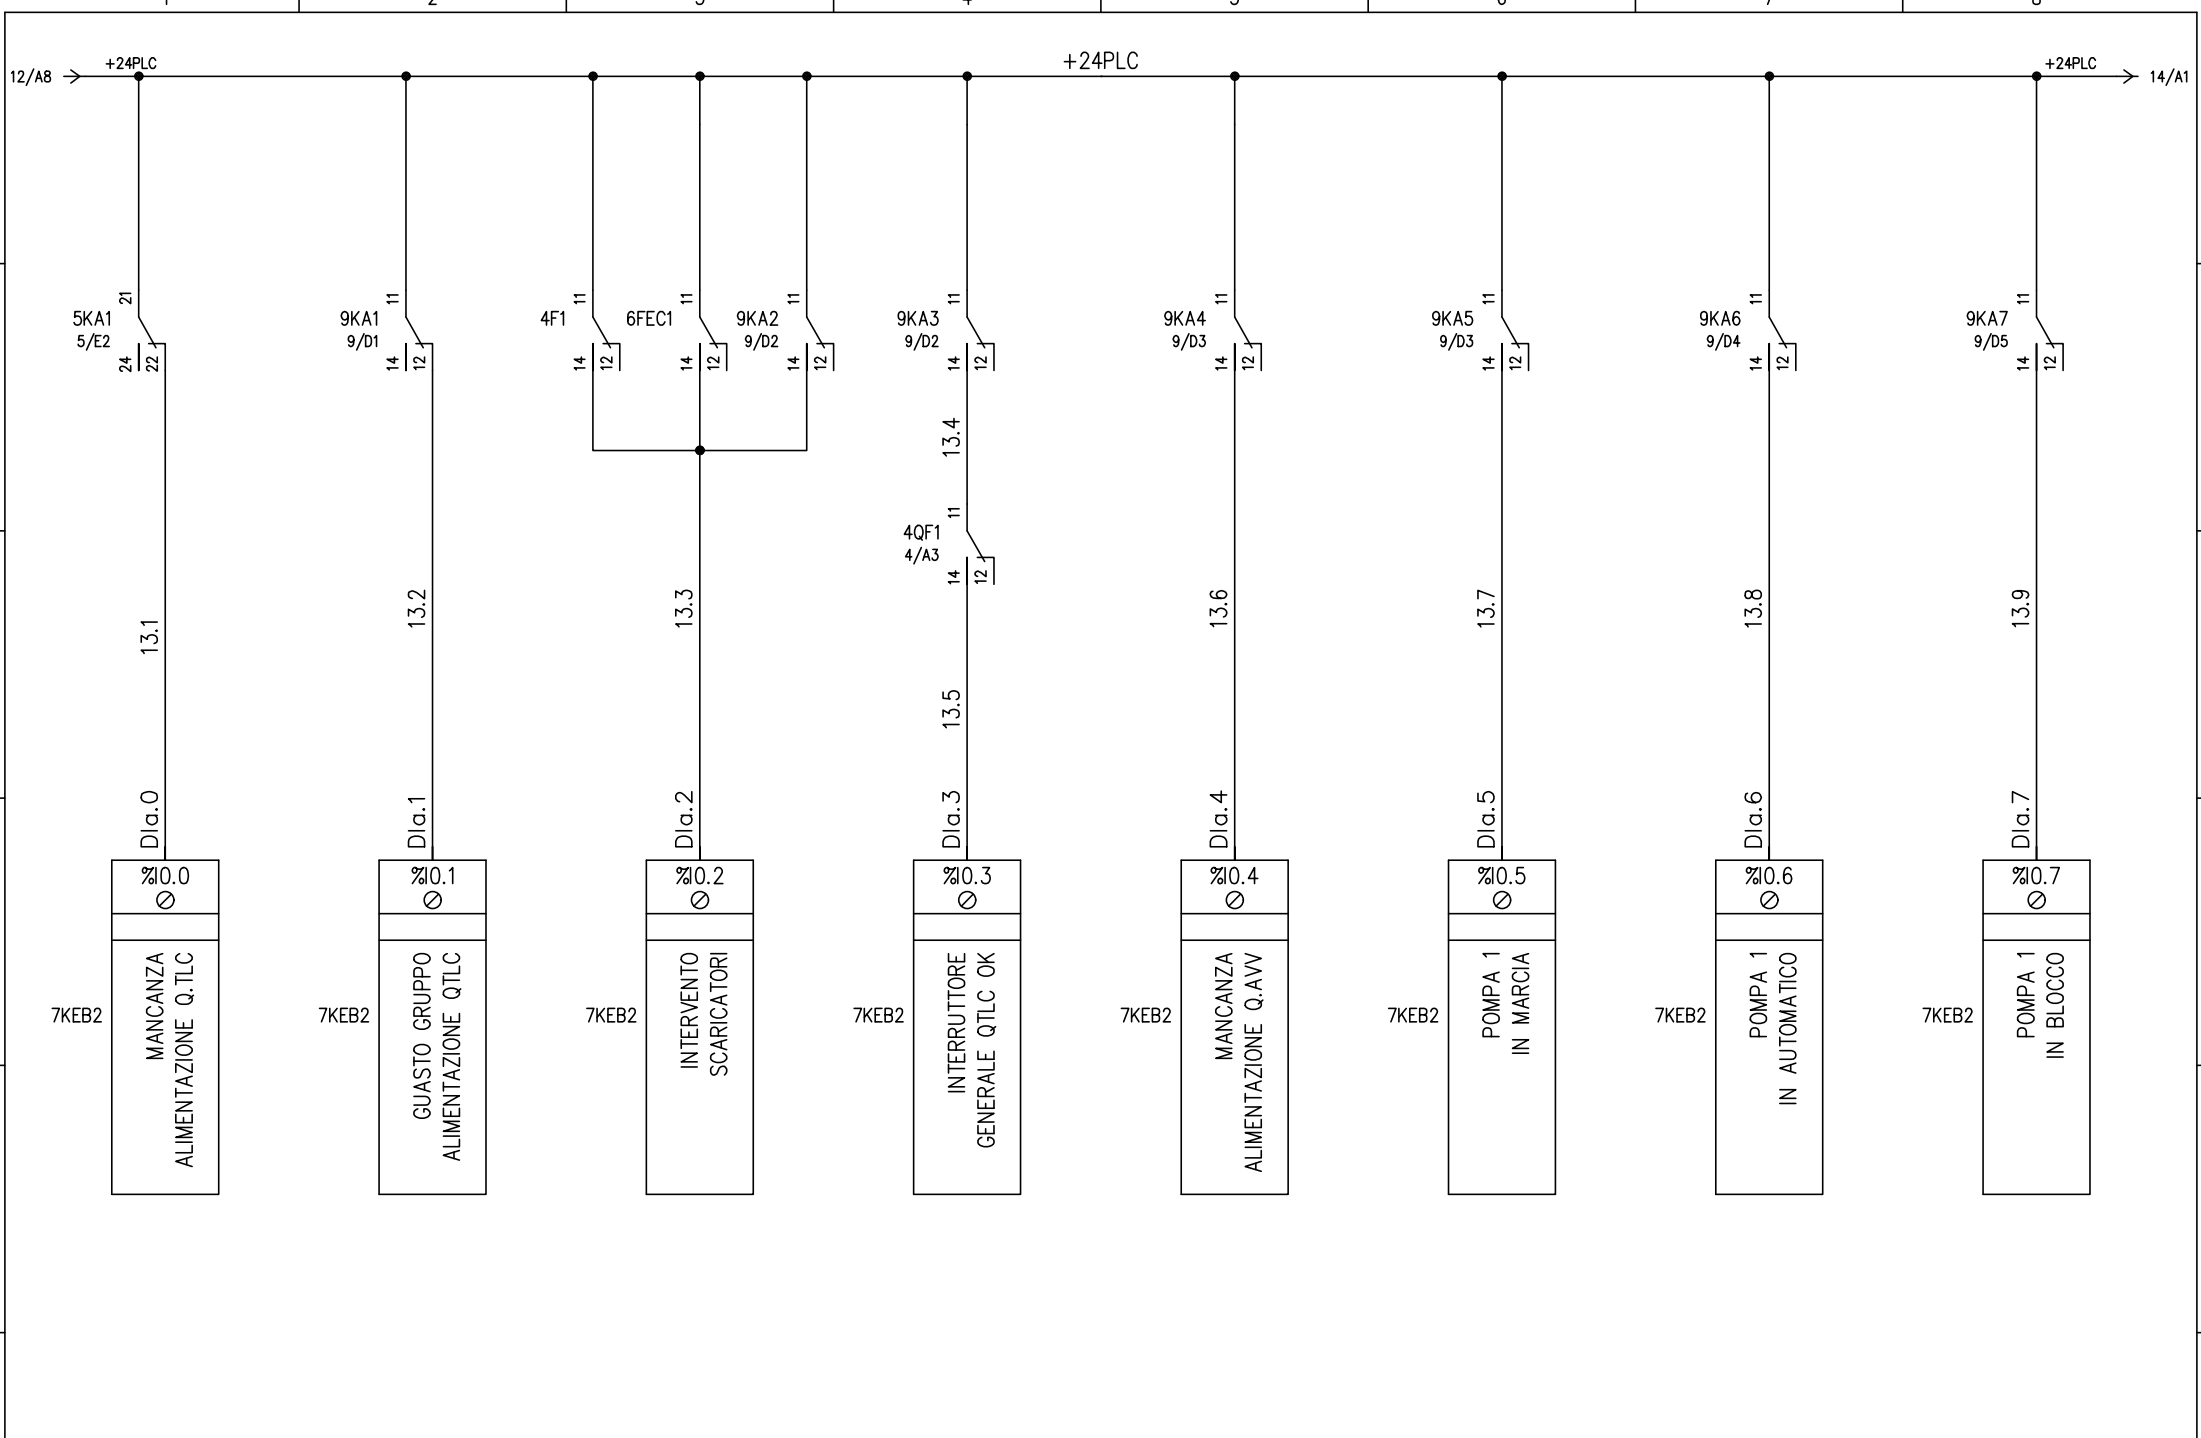 +24PLC
+24PLC
+24PLC
12/A8
14/A1
21
5KA1
5/E2
24
22
11
9KA1
9/D1
14
12
11
4F1
14
12
11
6FEC1
14
12
11
9KA2
9/D2
14
12
11
9KA3
9/D2
14
12
11
9KA4
9/D3
14
12
11
9KA5
9/D3
14
12
11
9KA6
9/D4
14
12
11
9KA7
9/D5
14
12
13.4
11
4QF1
4/A3
14
12
13.1
13.2
13.3
13.5
13.6
13.7
13.8
13.9
DIa.0
DIa.1
DIa.2
DIa.3
DIa.4
DIa.5
DIa.6
DIa.7
%I0.0
%I0.1
%I0.2
%I0.3
%I0.4
%I0.5
%I0.6
%I0.7
7KEB2
MANCANZA
ALIMENTAZIONE Q.TLC
7KEB2
GUASTO GRUPPO
ALIMENTAZIONE QTLC
7KEB2
INTERVENTO
SCARICATORI
7KEB2
INTERRUTTORE
GENERALE QTLC OK
7KEB2
MANCANZA
ALIMENTAZIONE Q.AVV
7KEB2
POMPA 1
IN MARCIA
7KEB2
POMPA 1
IN AUTOMATICO
7KEB2
POMPA 1
IN BLOCCO